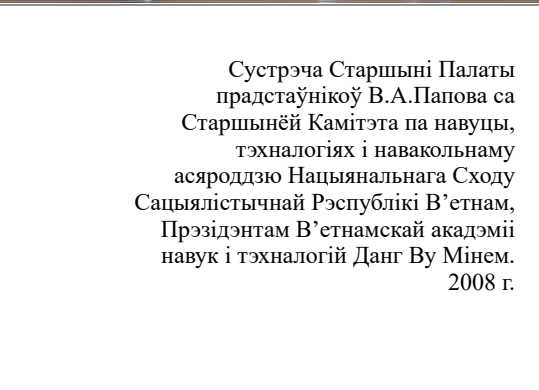 Сустрэча Старшыні Палаты
прадстаўнікоў В.А.Папова са
Старшынёй Камітэта па навуцы,
тэхналогіях і навакольнаму
асяроддзю Нацыянальнага Сходу
Сацыялістычнай Рэспублікі В’етнам,
Прэзідэнтам В’етнамскай акадэміі
навук і тэхналогій Данг Ву Мінем.
2008 г.